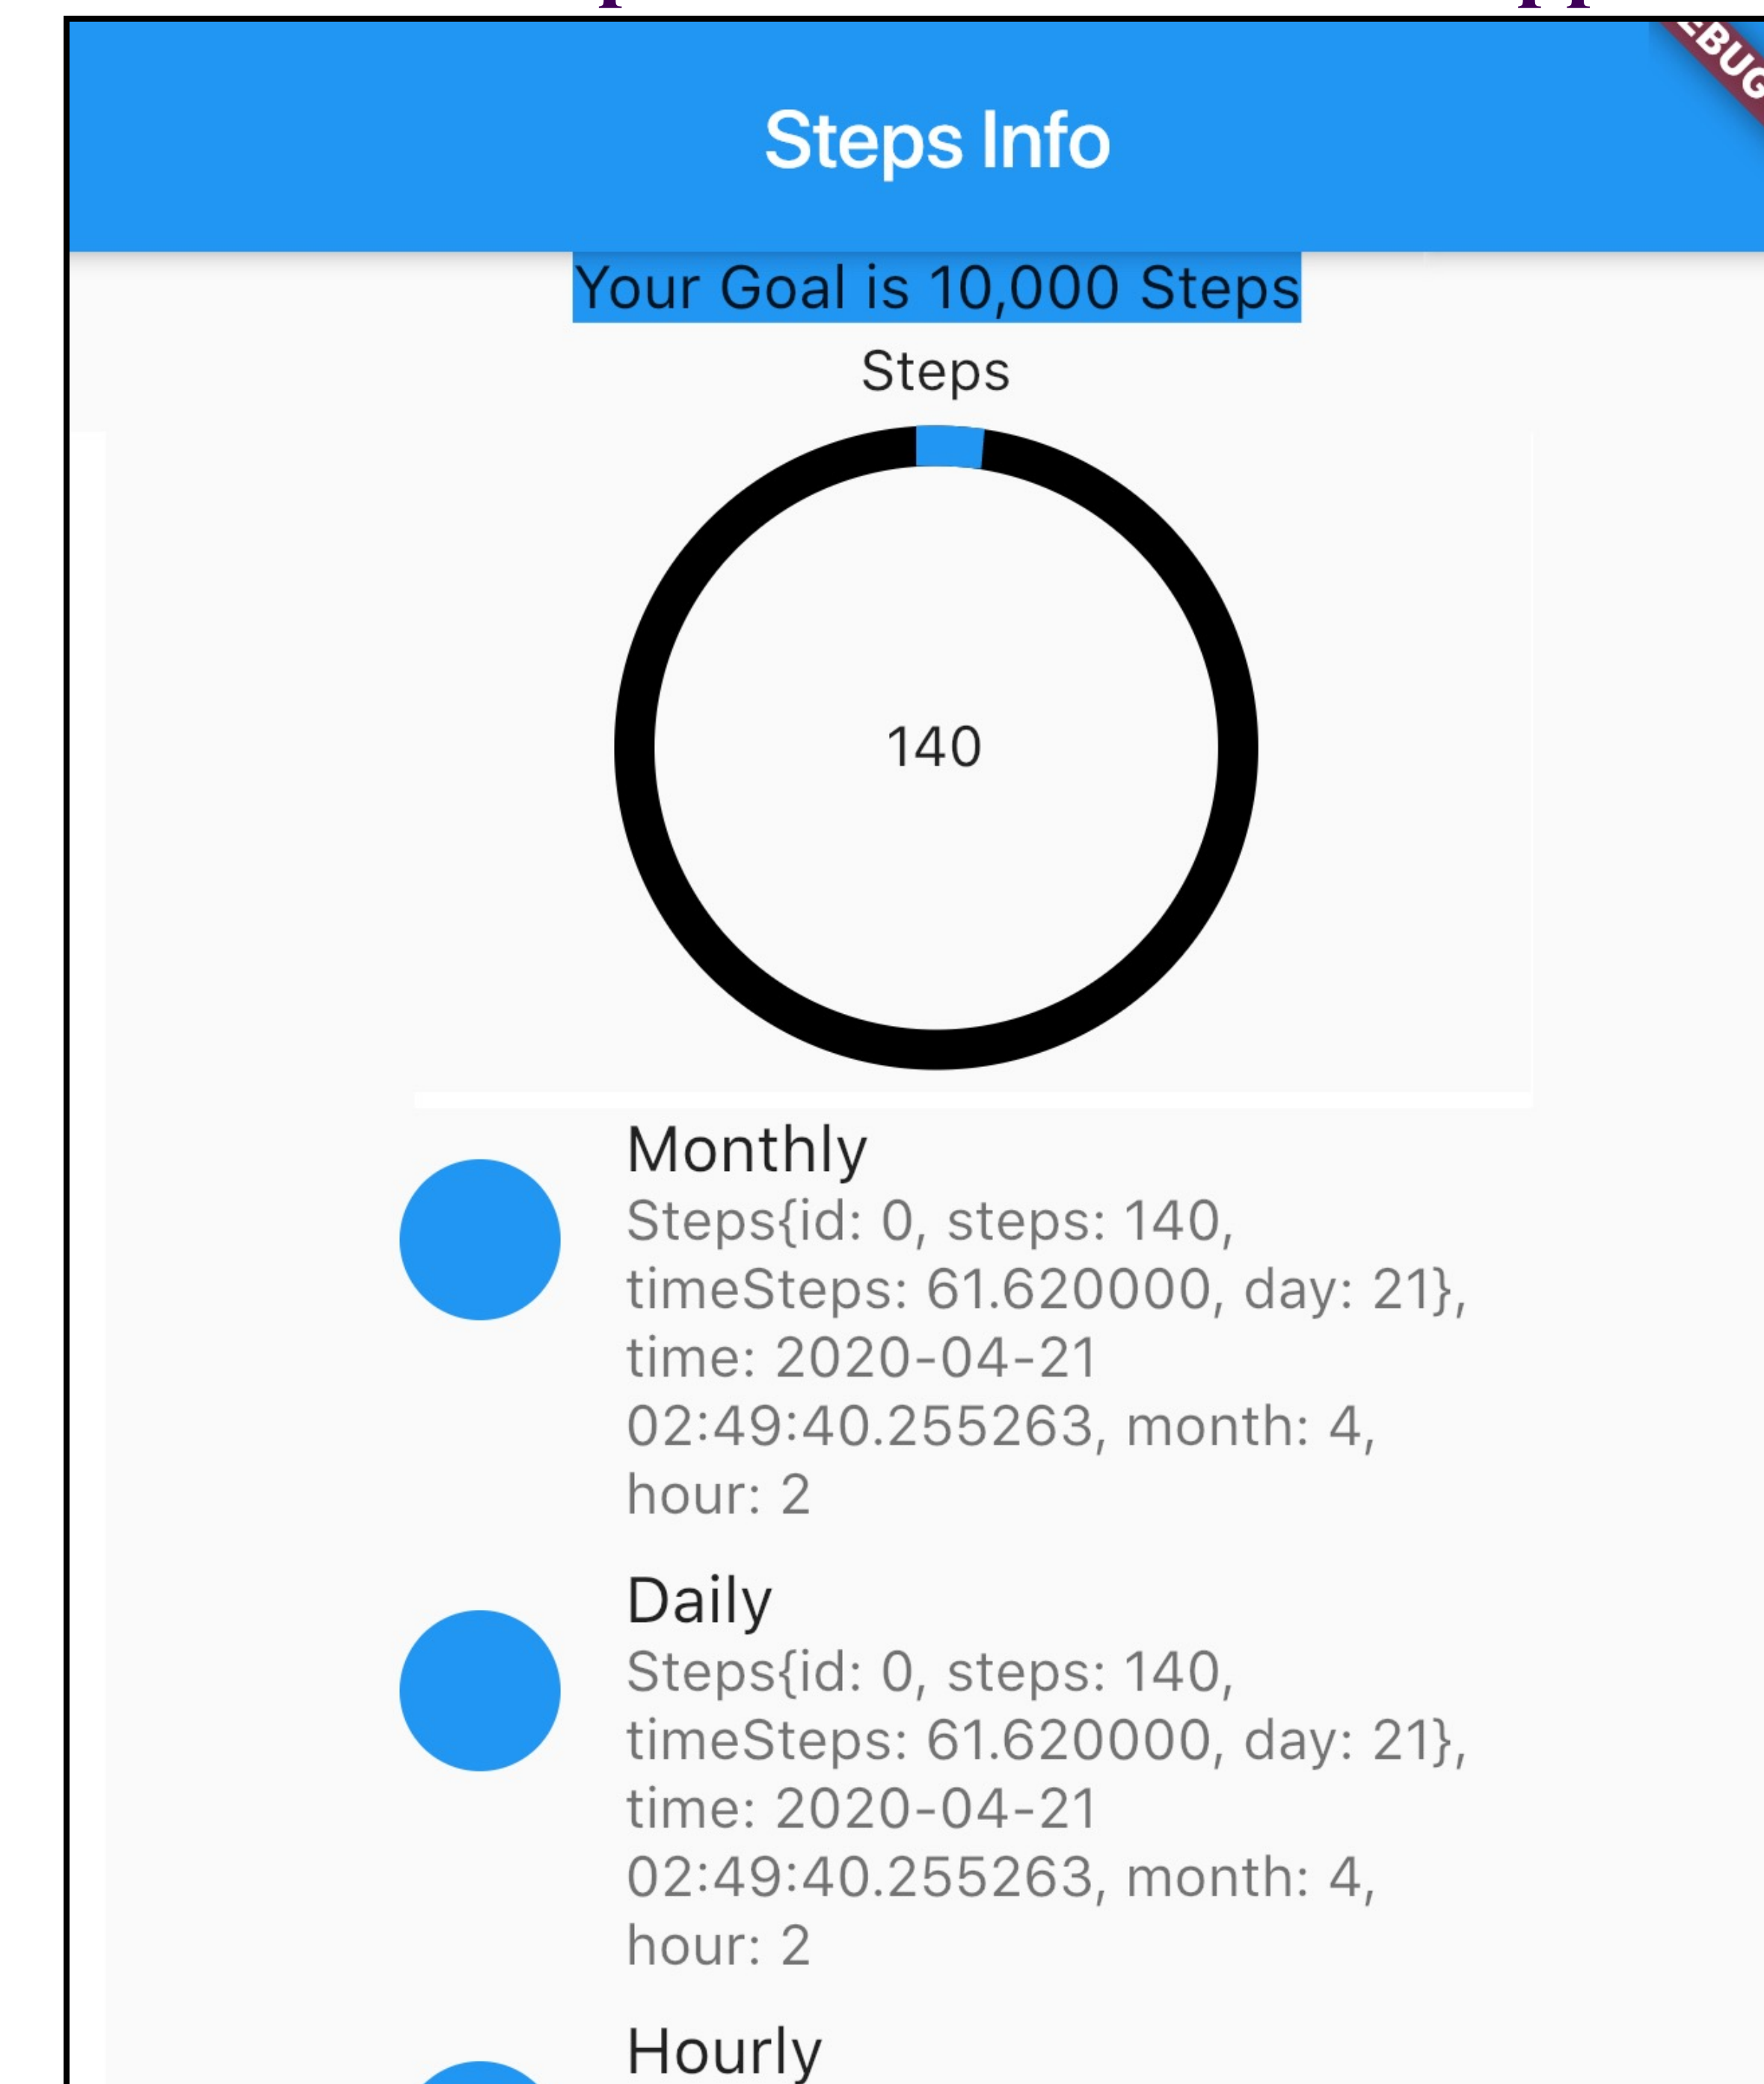 EBUG
Steps Info
Your Goal is 10,000 Steps
Steps
140
Monthly
Steps{id: 0, steps: 140,
timeSteps: 61.620000, day: 21},
time: 2020-04-21
02:49:40.255263, month: 4,
hour: 2
Daily
Steps{id: 0, steps: 140,
timeSteps: 61.620000, day: 21},
time: 2020-04-21
02:49:40.255263, month: 4,
hour: 2
Hourly